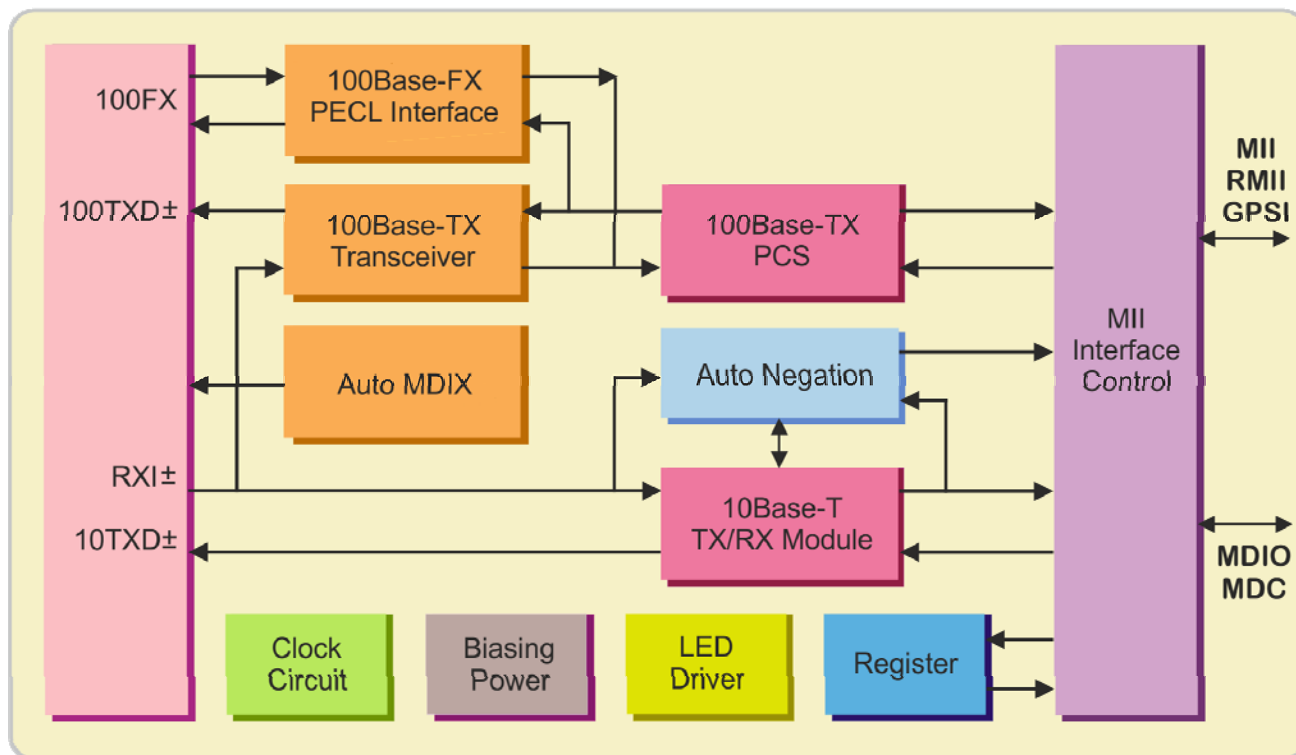 100FX
100TXD±
RXI±
10TXD±
100Base-FX
PECL Interface
100Base-TX
Transceiver
Auto MDIX
100Base-TX
PCS
Auto Negation
10Base-T
TX/RX Module
Clock
Circuit
Biasing
Power
LED
Driver
Register
MII
Interface
Control
MII
RMII
GPSI
MDIO
MDC